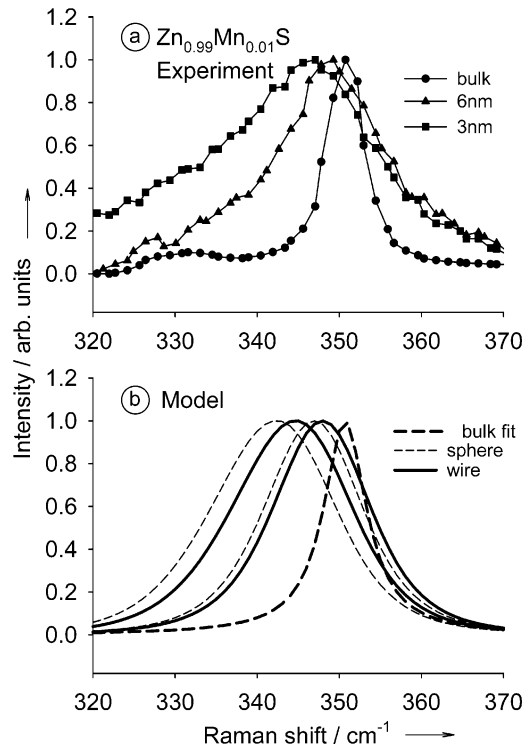 1.2
1.0
0.8
0.6
0.4
0.2
0.0
a Zn0.99Mn0.01S
Experiment
bulk
6nm
3nm
320 330 340 350 360 370
Intensity / arb. units
1.2
1.0
0.8
0.6
0.4
0.2
0.0
b Model
bulk fit
sphere
wire
320 330 340 350 360 370
Raman shift / cm-1